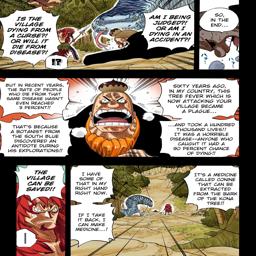 SO, IN THE END...
AM I BEING JUDGED?! OR AM I DYING IN AN ACCIDENT?!
IS THE VILLAGE DYING FROM A CURSE?! OR WILL IT DIE FROM DISEASE?!
!?
SIXTY YEARS AGO, IN MY COUNTRY, THIS TREE FEVER WHICH IS NOW ATTACKING YOUR VILLAGE BECAME A PLAGUE...
AND TOOK A HUNDRED THOUSAND LIVES!! IT WAS A HORRIBLE DISEASE--ANYONE WHO CAUGHT IT HAD A 90 PERCENT CHANCE OF DYING!!
BUT IN RECENT YEARS, THE RATE OF PEOPLE WHO DIE FROM THAT SAME DISEASE HASN'T EVEN REACHED 3 PERCENT!!
THAT'S BECAUSE A BOTANIST FROM THE SOUTH BLUE DISCOVERED AN ANTIDOTE DURING HIS EXPLORATIONS!!
IT'S A MEDICINE CALLED CONINE THAT CAN BE EXTRACTED FROM THE BARK OF THE KONA TREE!!
I HAVE SOME OF THAT IN MY RIGHT HAND RIGHT NOW.
IF I TAKE IT BACK, I CAN MAKE MEDICINE...!
THE VILLAGE CAN BE SAVED!!